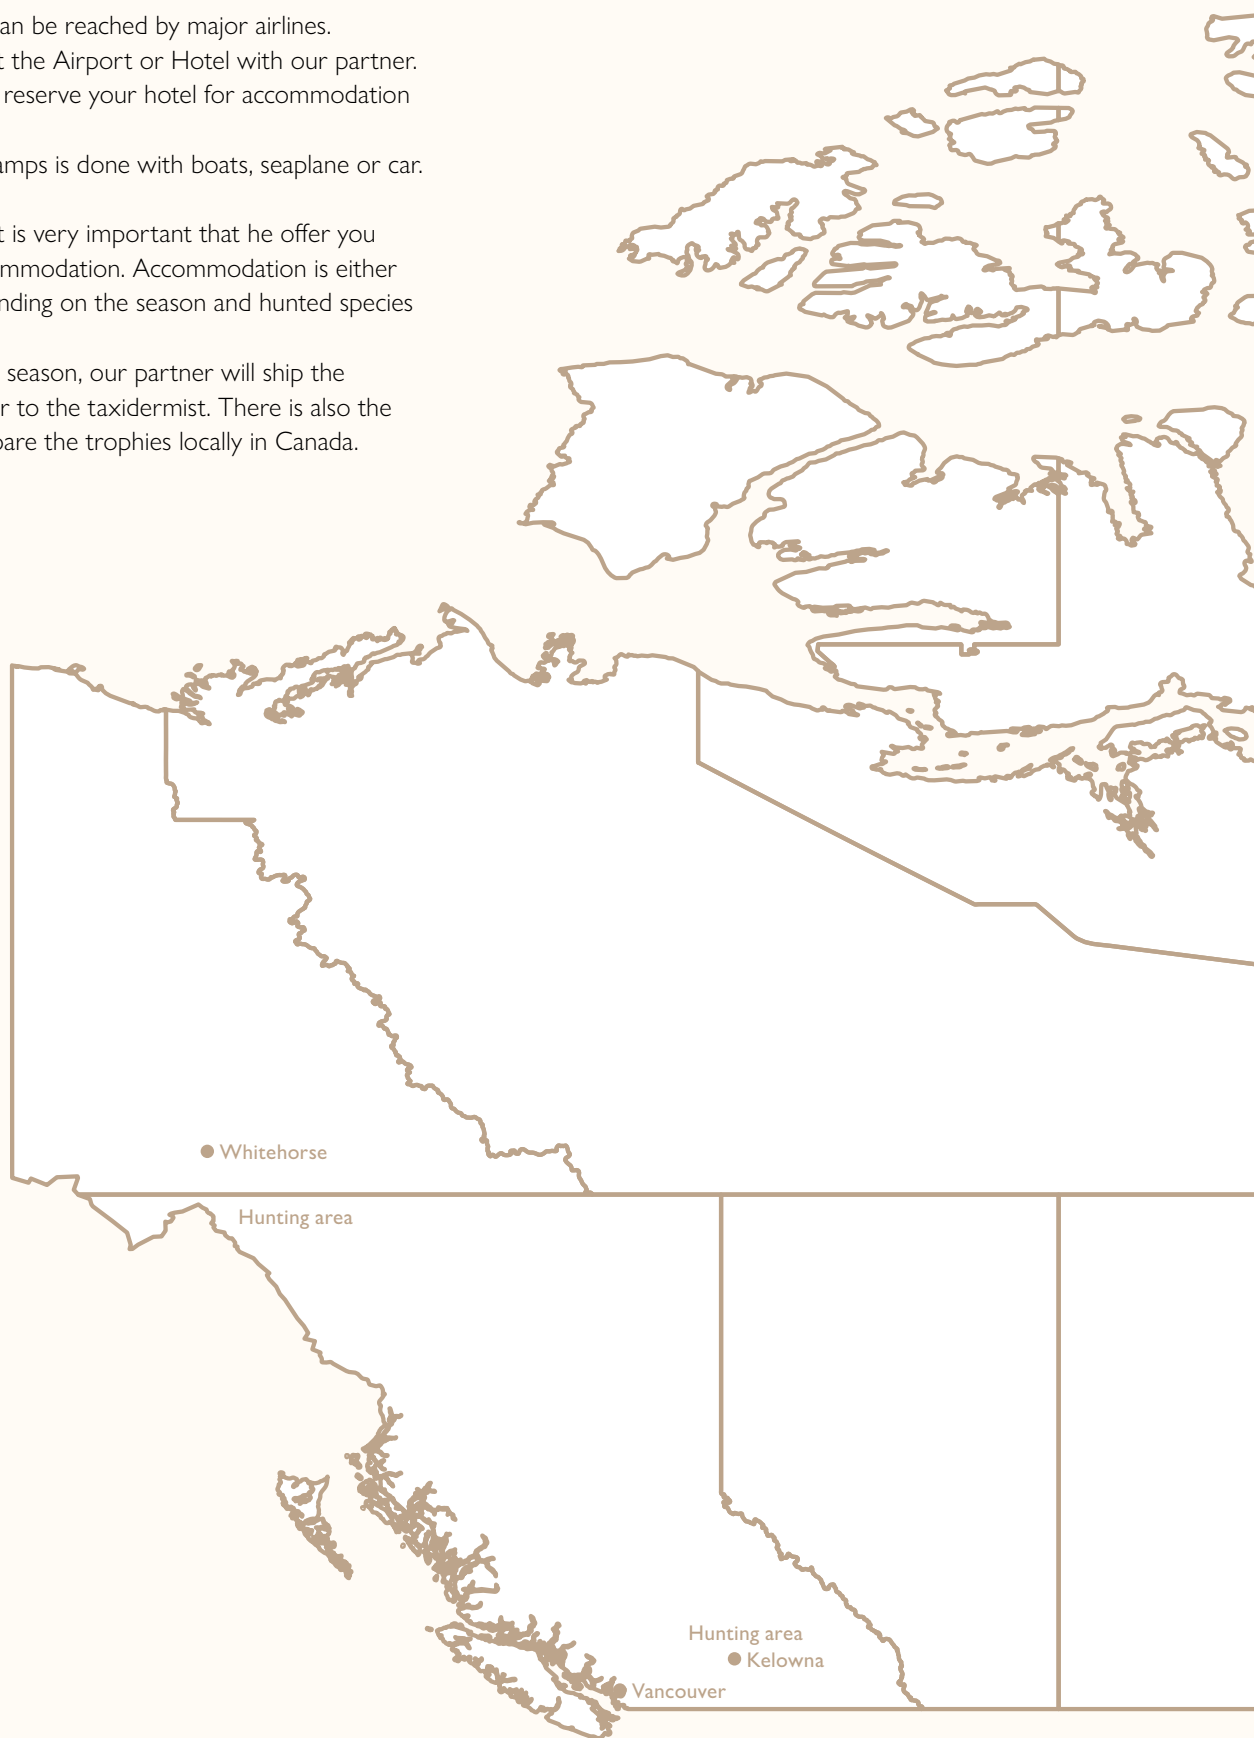 an be reached by major airlines.
t the Airport or Hotel with our partner.
reserve your hotel for accommodation
amps is done with boats, seaplane or car.
t is very important that he offer you
mmodation. Accommodation is either
nding on the season and hunted species
season, our partner will ship the
r to the taxidermist. There is also the
pare the trophies locally in Canada.
Whitehorse
Hunting area
Hunting area
Kelowna
Vancouver